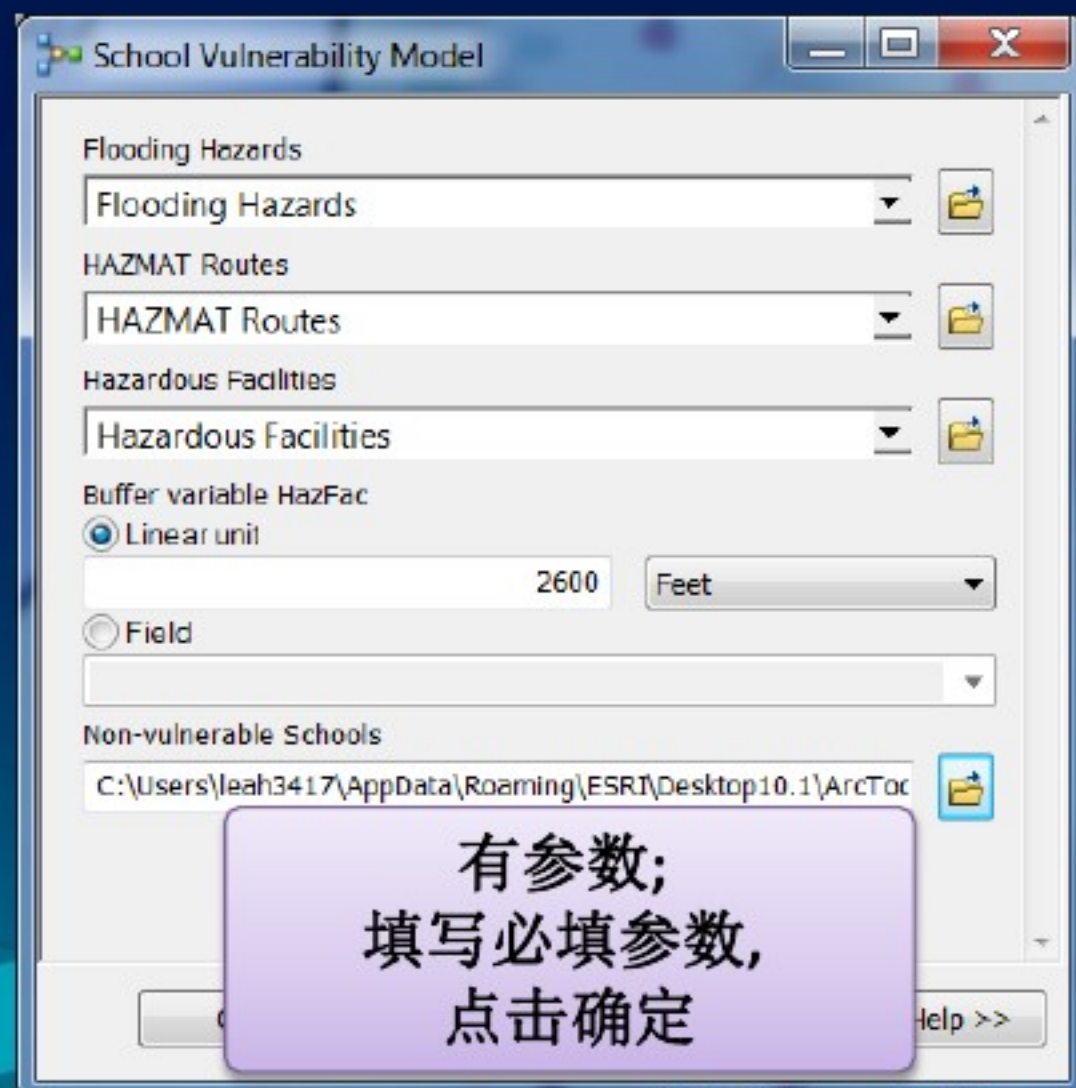 School Vulnerability Model
Flooding Hazards
Flooding Hazards
HAZMAT Routes
HAZMAT Routes
Hazardous Facilities
Hazardous Facilities
Buffer variable HazFac
Linear unit
2600 Feet
Field
Non-vulnerable Schools
C:\Users\leah3417\AppData\Roaming\ESRI\Desktop10.1\ArcToo
有参数;
填写必填参数,
点击确定
Help >>